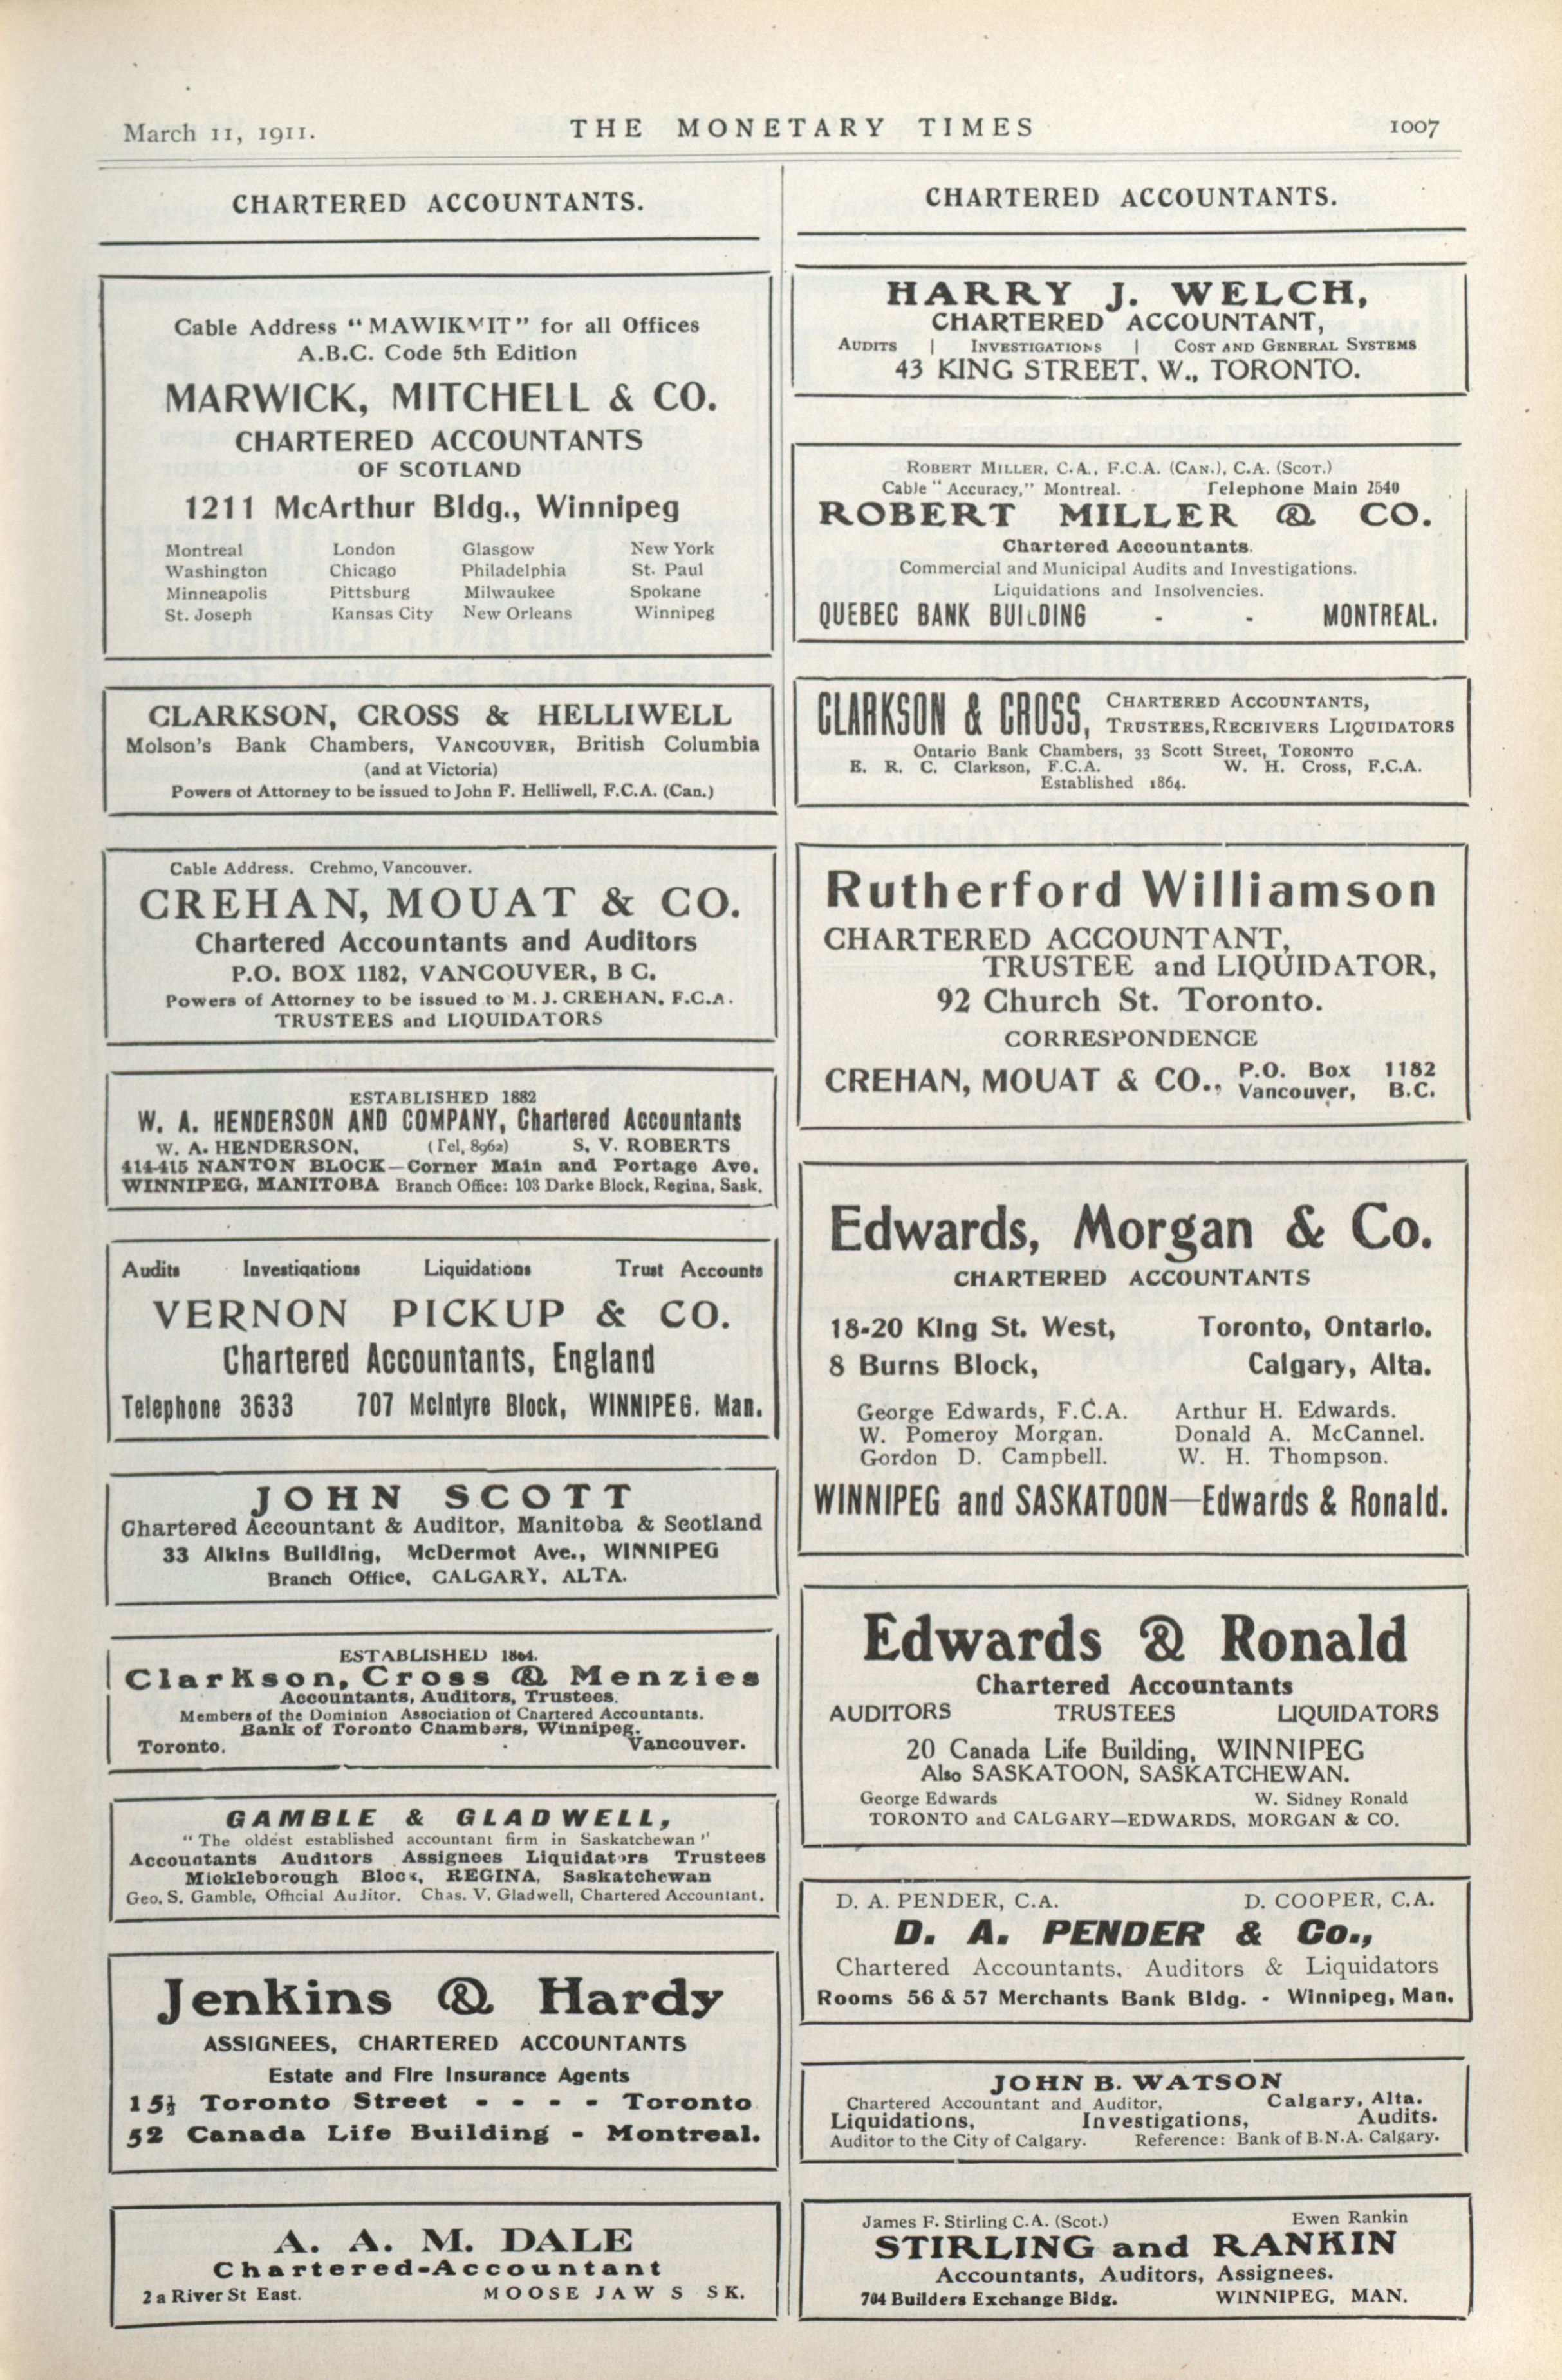 March 11, 1911.
THE MONETARY TIMES
1007
CHARTERED ACCOUNTANTS.
Cable Address "MAWIKMIT" for all Offices
A.B.C. Code 5th Edition
MARWICK, MITCHELL & CO.
CHARTERED ACCOUNTANTS
OF SCOTLAND
1211 McArthur Bldg., Winnipeg
Montreal London Glasgow New York
Washington Chicago Philadelphia St. Paul
Minneapolis Pittsburg Milwaukee Spokane
St. Joseph Kansas City New Orleans Winnipeg
CLARKSON, CROSS & HELLIWELL
Molson's Bank Chambers, VANCOUVER, British Columbia
(and at Victoria)
Powers of Attorney to be issued to John F. Helliwell, F.C.A. (Can.)
Cable Address. Crehmo, Vancouver.
CREHAN, MOUAT & CO.
Chartered Accountants and Auditors
P.O. BOX 1182, VANCOUVER, B C.
Powers of Attorney to be issued to M. J. CREHAN, F.C.A.
TRUSTEES and LIQUIDATORS
ESTABLISHED 1882
W. A. HENDERSON AND COMPANY, Chartered Accountants
W. A. HENDERSON. (Tel, 8962) S. V. ROBERTS
414-415 NANTON BLOCK—Corner Main and Portage Ave.
WINNIPEG, MANITOBA Branch Office: 103 Darke Block, Regina, Sask.
Audits Investigations Liquidations Trust Accounts
VERNON PICKUP & CO.
Chartered Accountants, England
Telephone 3633 707 McIntyre Block, WINNIPEG. Man.
JOHN SCOTT
Chartered Accountant & Auditor, Manitoba & Scotland
33 Aikins Building, McDermot Ave., WINNIPEG
Branch Office, CALGARY, ALTA.
ESTABLISHED 1864.
Clarkson, Cross & Menzies
Accountants, Auditors, Trustees.
Members of the Dominion Association of Chartered Accountants.
Bank of Toronto Chambers, Winnipeg.
Toronto. Vancouver.
GAMBLE & GLADWELL,
"The oldest established accountant firm in Saskatchewan"
Accountants Auditors Assignees Liquidators Trustees
Mickleborough Block, REGINA, Saskatchewan
Geo. S. Gamble, Official Auditor. Chas. V. Gladwell, Chartered Accountant.
Jenkins & Hardy
ASSIGNEES, CHARTERED ACCOUNTANTS
Estate and Fire Insurance Agents
15½ Toronto Street - - - - Toronto
52 Canada Life Building - Montreal.
A. A. M. DALE
Chartered-Accountant
2a River St East. MOOSE JAW S SK.
CHARTERED ACCOUNTANTS.
HARRY J. WELCH,
CHARTERED ACCOUNTANT,
AUDITS | INVESTIGATIONS | COST AND GENERAL SYSTEMS
43 KING STREET. W., TORONTO.
ROBERT MILLER, C.A., F.C.A. (CAN.), C.A. (SCOT.)
Cable "Accuracy," Montreal. Telephone Main 2540
ROBERT MILLER & CO.
Chartered Accountants.
Commercial and Municipal Audits and Investigations.
Liquidations and Insolvencies.
QUEBEC BANK BUILDING - - MONTREAL.
CLARKSON & CROSS, CHARTERED ACCOUNTANTS,
TRUSTEES, RECEIVERS LIQUIDATORS
Ontario Bank Chambers, 33 Scott Street, TORONTO
E. R. C. Clarkson, F.C.A. W. H. Cross, F.C.A.
Established 1864.
Rutherford Williamson
CHARTERED ACCOUNTANT,
TRUSTEE and LIQUIDATOR,
92 Church St. Toronto.
CORRESPONDENCE
CREHAN, MOUAT & CO., P.O. Box 1182
Vancouver, B.C.
Edwards, Morgan & Co.
CHARTERED ACCOUNTANTS
18-20 King St. West, Toronto, Ontario.
8 Burns Block, Calgary, Alta.
George Edwards, F.C.A. Arthur H. Edwards.
W. Pomeroy Morgan. Donald A. McCannel.
Gordon D. Campbell. W. H. Thompson.
WINNIPEG and SASKATOON—Edwards & Ronald.
Edwards & Ronald
Chartered Accountants
AUDITORS TRUSTEES LIQUIDATORS
20 Canada Life Building, WINNIPEG
Also SASKATOON, SASKATCHEWAN.
George Edwards W. Sidney Ronald
TORONTO and CALGARY—EDWARDS, MORGAN & CO.
D. A. PENDER, C.A. D. COOPER, C.A.
D. A. PENDER & Co.,
Chartered Accountants, Auditors & Liquidators
Rooms 56 & 57 Merchants Bank Bldg. - Winnipeg, Man.
JOHN B. WATSON
Chartered Accountant and Auditor, Calgary, Alta.
Liquidations, Investigations, Audits.
Auditor to the City of Calgary. Reference: Bank of B.N.A. Calgary.
James F. Stirling C.A. (Scot.) Ewen Rankin
STIRLING and RANKIN
Accountants, Auditors, Assignees.
704 Builders Exchange Bldg. WINNIPEG, MAN.